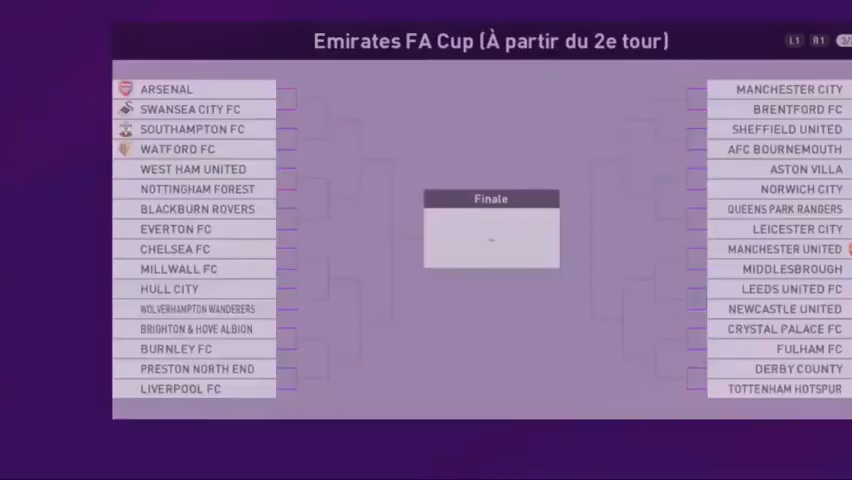 Emirates FA Cup (À partir du 2e tour)
L1 R1
ARSENAL
SWANSEA CITY FC
SOUTHAMPTON FC
WATFORD FC
WEST HAM UNITED
NOTTINGHAM FOREST
BLACKBURN ROVERS
EVERTON FC
CHELSEA FC
MILLWALL FC
HULL CITY
WOLVERHAMPTON WANDERERS
BRIGHTON & HOVE ALBION
BURNLEY FC
PRESTON NORTH END
LIVERPOOL FC
Finale
-
MANCHESTER CITY
BRENTFORD FC
SHEFFIELD UNITED
AFC BOURNEMOUTH
ASTON VILLA
NORWICH CITY
QUEENS PARK RANGERS
LEICESTER CITY
MANCHESTER UNITED
MIDDLESBROUGH
LEEDS UNITED FC
NEWCASTLE UNITED
CRYSTAL PALACE FC
FULHAM FC
DERBY COUNTY
TOTTENHAM HOTSPUR